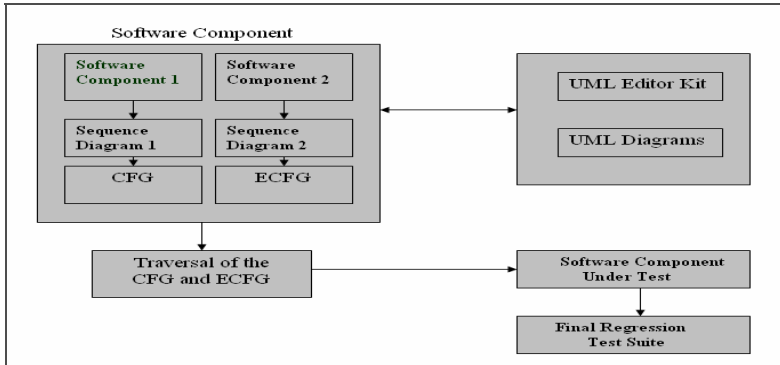 Software Component
Software
Component 1
Software
Component 2
Sequence
Diagram 1
Sequence
Diagram 2
CFG
ECFG
UML Editor Kit
UML Diagrams
Traversal of the
CFG and ECFG
Software Component
Under Test
Final Regression
Test Suite